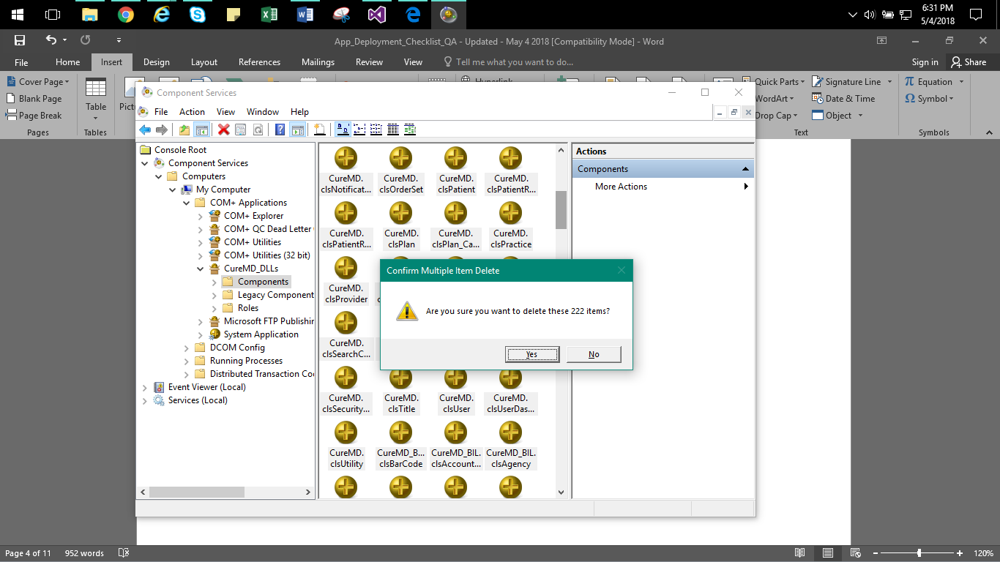 6:31 PM
5/4/2018
App_Deployment_Checklist_QA - Updated - May 4 2018 [Compatibility Mode] - Word
File Home Insert Design Layout References Mailings Review View Tell me what you want to do... Sign in Share
Cover Page
Blank Page
Page Break
Pages
Table
Tables
Quick Parts
WordArt
Drop Cap
Signature Line
Date & Time
Object
Text
Equation
Symbol
Symbols
Component Services
File Action View Window Help
Console Root
Component Services
Computers
My Computer
COM+ Applications
COM+ Explorer
COM+ QC Dead Letter
COM+ Utilities
COM+ Utilities (32 bit)
CureMD_DLLs
Components
Legacy Component
Roles
Microsoft FTP Publishin
System Application
DCOM Config
Running Processes
Distributed Transaction Co
Event Viewer (Local)
Services (Local)
CureMD. CureMD. CureMD. CureMD.
clsNotificat... clsOrderSet clsPatient clsPatientR...
CureMD. CureMD. CureMD. CureMD.
clsPatientR... clsPlan clsPlan_Ca... clsPractice
CureMD.
clsProvider
CureMD.
clsSearchC...
CureMD. CureMD. CureMD. CureMD.
clsSecurity... clsTitle clsUser clsUserDas...
CureMD. CureMD_B... CureMD_BIL. CureMD_BIL.
clsUtility clsBarCode clsAccount... clsAgency
Actions
Components
More Actions
Confirm Multiple Item Delete
Are you sure you want to delete these 222 items?
Yes No
Page 4 of 11 952 words 120%